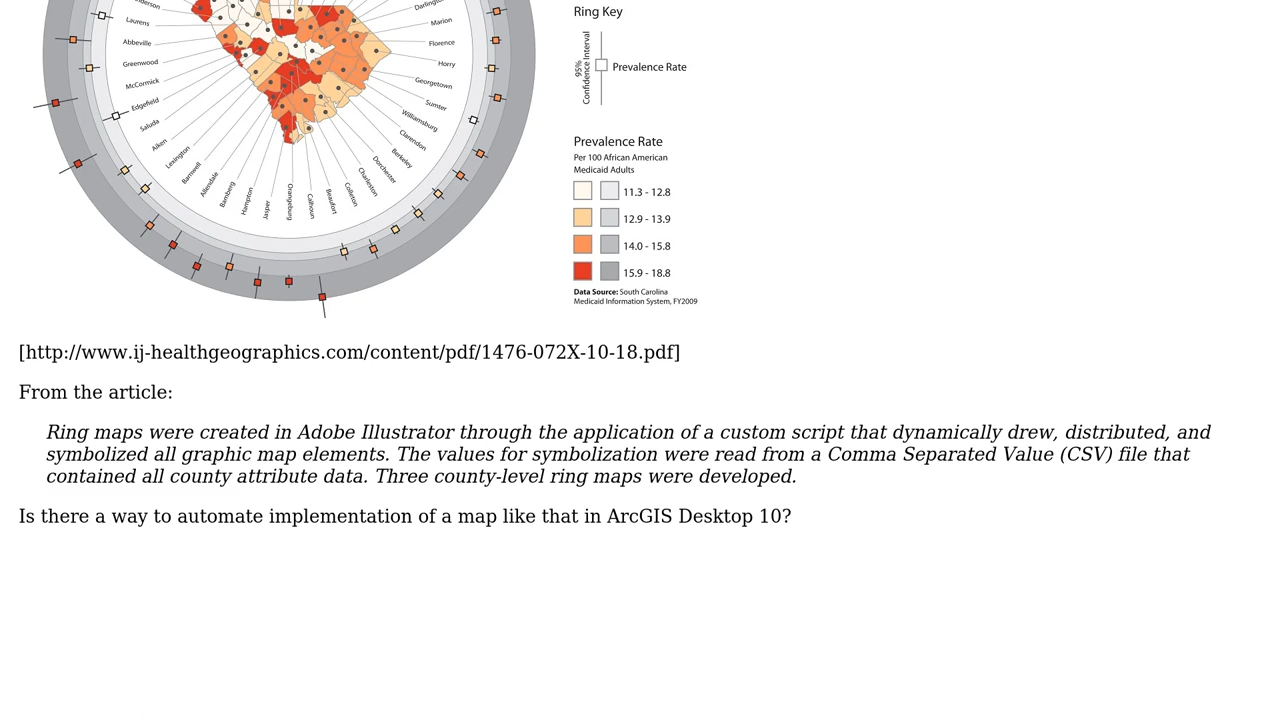 Laurens
Abbeville
Greenwood
McCormick
Edgefield
Saluda
Aiken
Lexington
Barnwell
Allendale
Bamberg
Hampton
Jasper
Orangeburg
Calhoun
Beaufort
Colleton
Charleston
Dorchester
Berkeley
Clarendon
Williamsburg
Sumter
Georgetown
Horry
Florence
Marion
Ring Key
95%
Confidence Interval
Prevalence Rate
Prevalence Rate
Per 100 African American
Medicaid Adults
11.3 - 12.8
12.9 - 13.9
14.0 - 15.8
15.9 - 18.8
Data Source: South Carolina
Medicaid Information System, FY2009
[http://www.ij-healthgeographics.com/content/pdf/1476-072X-10-18.pdf]
From the article:
Ring maps were created in Adobe Illustrator through the application of a custom script that dynamically drew, distributed, and
symbolized all graphic map elements. The values for symbolization were read from a Comma Separated Value (CSV) file that
contained all county attribute data. Three county-level ring maps were developed.
Is there a way to automate implementation of a map like that in ArcGIS Desktop 10?